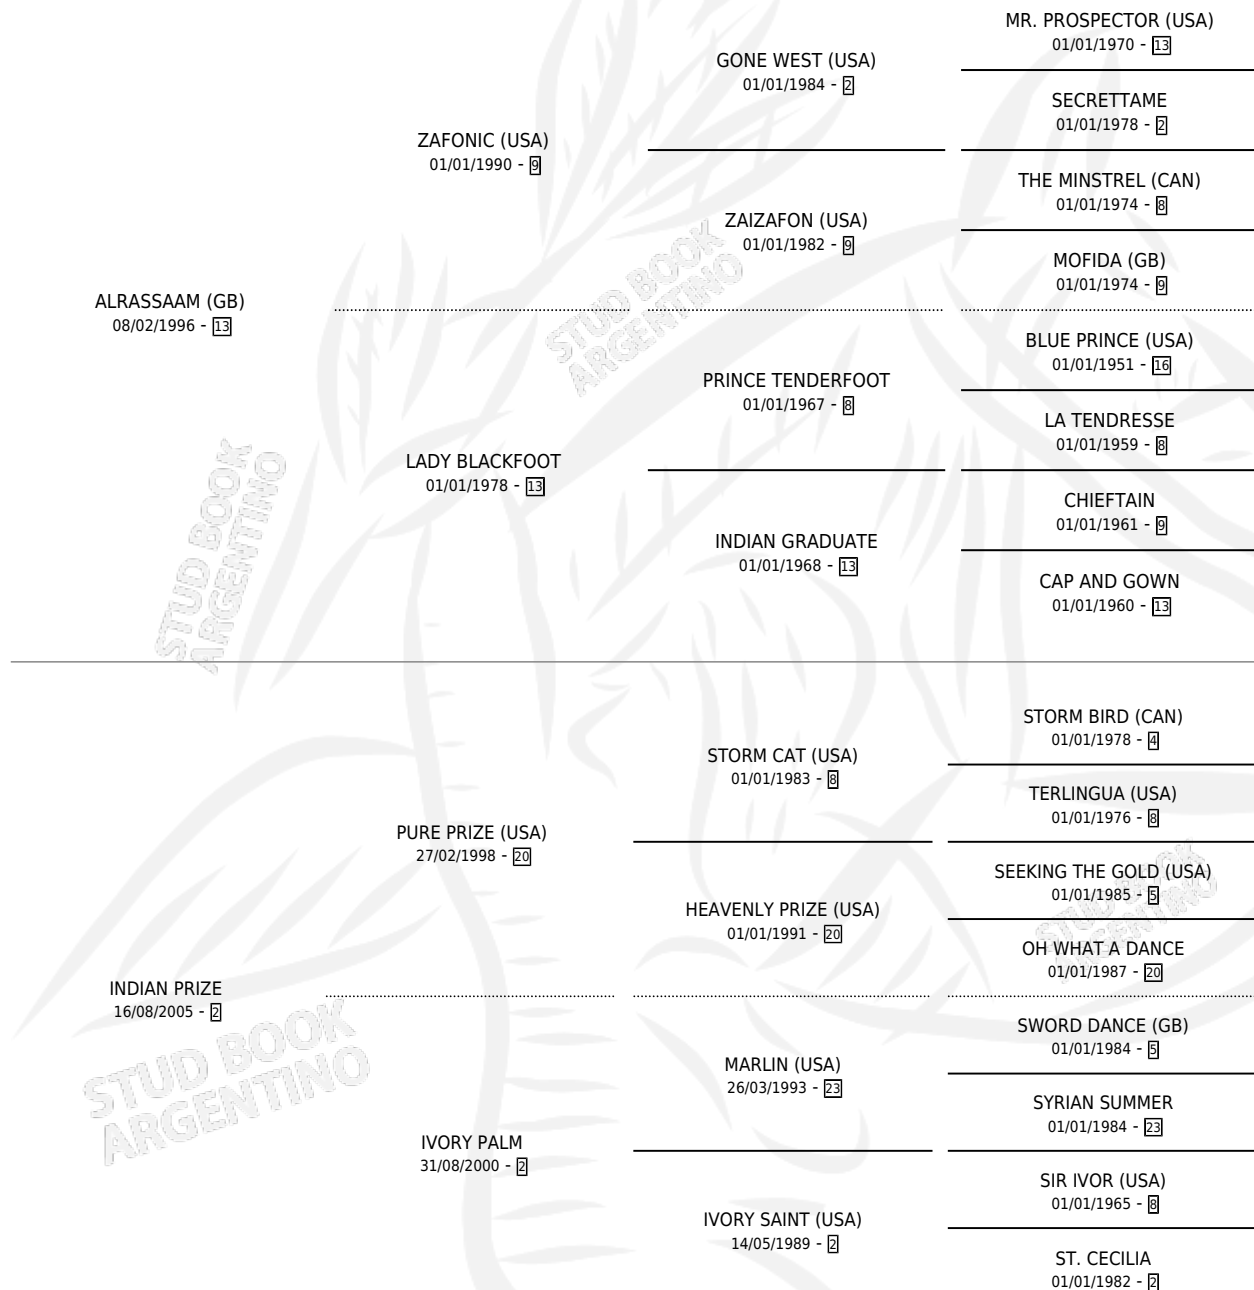 MR. PROSPECTOR (USA)
01/01/1970 - 13
GONE WEST (USA)
01/01/1984 - 2
SECRETTAME
01/01/1978 - 2
ZAFONIC (USA)
01/01/1990 - 9
THE MINSTREL (CAN)
01/01/1974 - 8
ZAIZAFON (USA)
01/01/1982 - 9
MOFIDA (GB)
01/01/1974 - 9
ALRASSAAM (GB)
08/02/1996 - 13
BLUE PRINCE (USA)
01/01/1951 - 16
PRINCE TENDERFOOT
01/01/1967 - 8
LA TENDRESSE
01/01/1959 - 8
LADY BLACKFOOT
01/01/1978 - 13
CHIEFTAIN
01/01/1961 - 9
INDIAN GRADUATE
01/01/1968 - 13
CAP AND GOWN
01/01/1960 - 13
STORM BIRD (CAN)
01/01/1978 - 4
STORM CAT (USA)
01/01/1983 - 8
TERLINGUA (USA)
01/01/1976 - 8
PURE PRIZE (USA)
27/02/1998 - 20
SEEKING THE GOLD (USA)
01/01/1985 - 5
HEAVENLY PRIZE (USA)
01/01/1991 - 20
OH WHAT A DANCE
01/01/1987 - 20
INDIAN PRIZE
16/08/2005 - 2
SWORD DANCE (GB)
01/01/1984 - 5
MARLIN (USA)
26/03/1993 - 23
SYRIAN SUMMER
01/01/1984 - 23
IVORY PALM
31/08/2000 - 2
SIR IVOR (USA)
01/01/1965 - 8
IVORY SAINT (USA)
14/05/1989 - 2
ST. CECILIA
01/01/1982 - 2
STUD BOOK
ARGENTINO
STUD BOOK
ARGENTINO
STUD BOOK
ARGENTINO
STUD BOOK
ARGENTINO